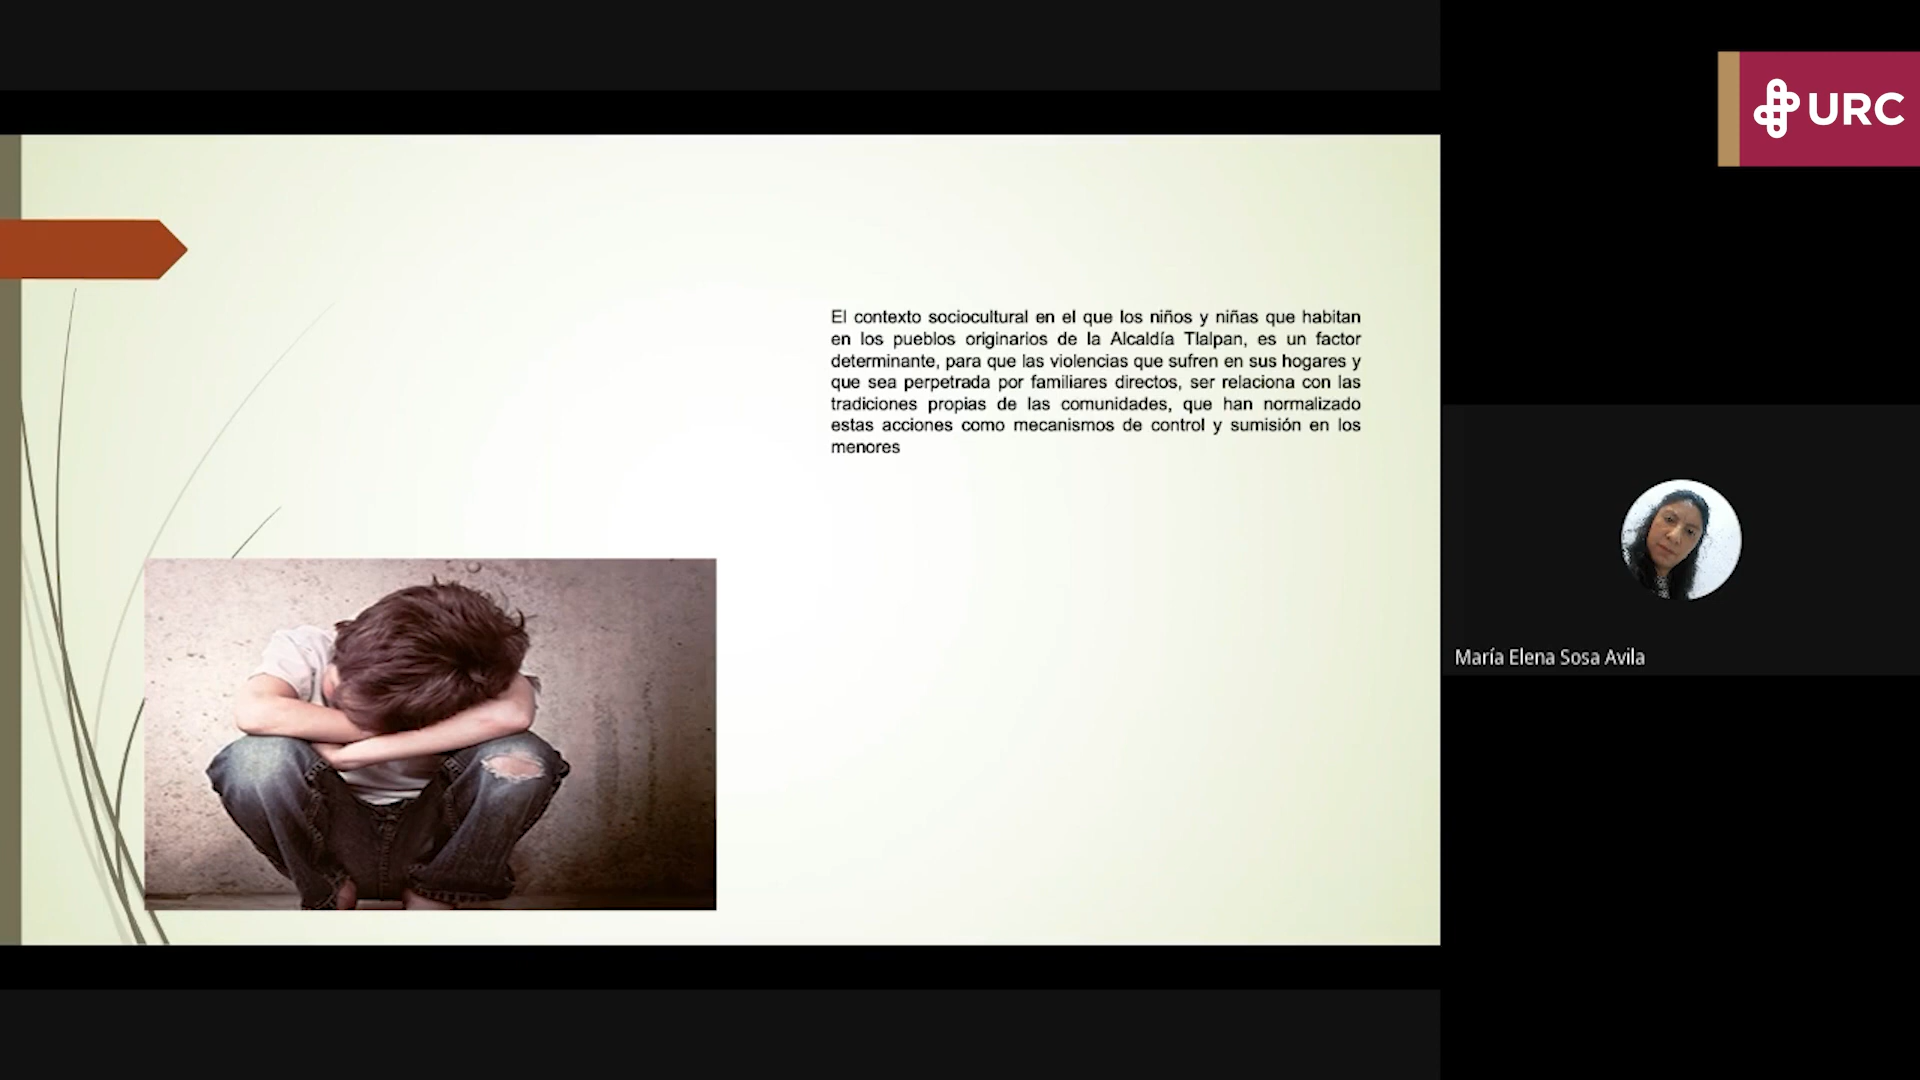 URC
El contexto sociocultural en el que los niños y niñas que habitan
en los pueblos originarios de la Alcaldía Tlalpan, es un factor
determinante, para que las violencias que sufren en sus hogares y
que sea perpetrada por familiares directos, ser relaciona con las
tradiciones propias de las comunidades, que han normalizado
estas acciones como mecanismos de control y sumisión en los
menores
María Elena Sosa Avila